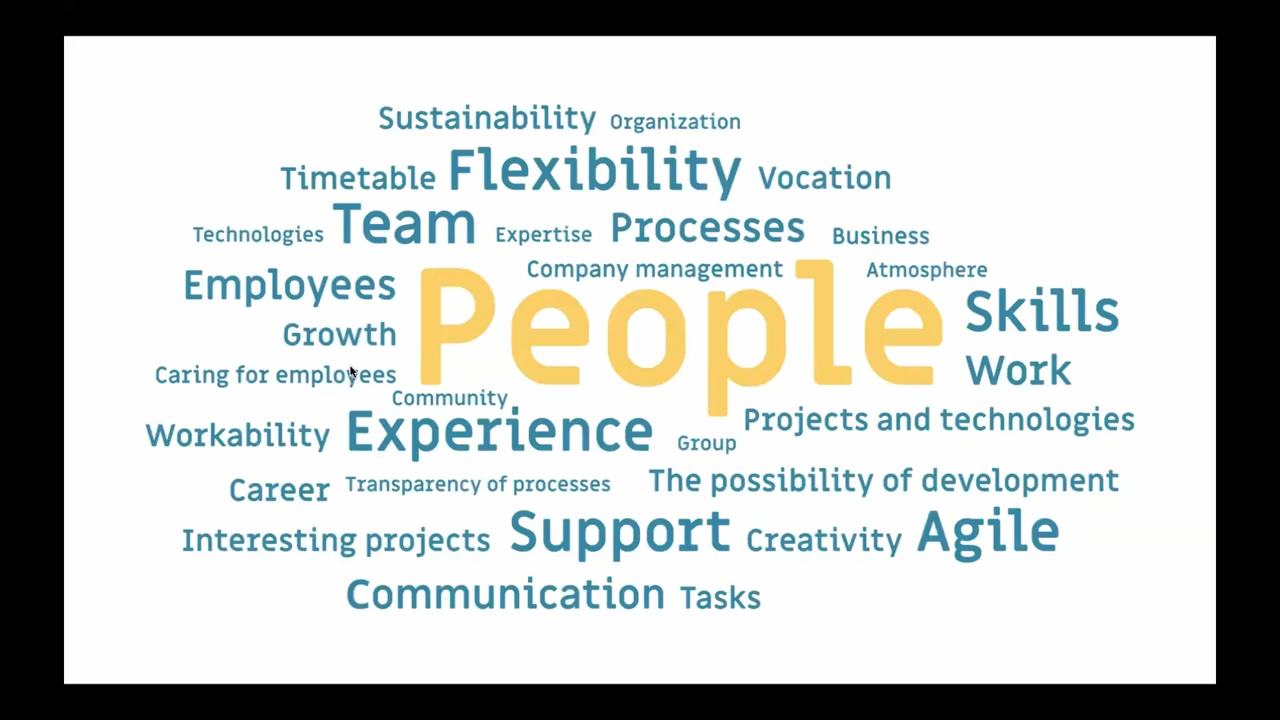 Sustainability Organization
Timetable Flexibility Vocation
Technologies Team Expertise Processes Business
Employees Company management Atmosphere
People Skills
Growth
Caring for employees Work
Community
Workability Experience Group Projects and technologies
Career Transparency of processes The possibility of development
Interesting projects Support Creativity Agile
Communication Tasks